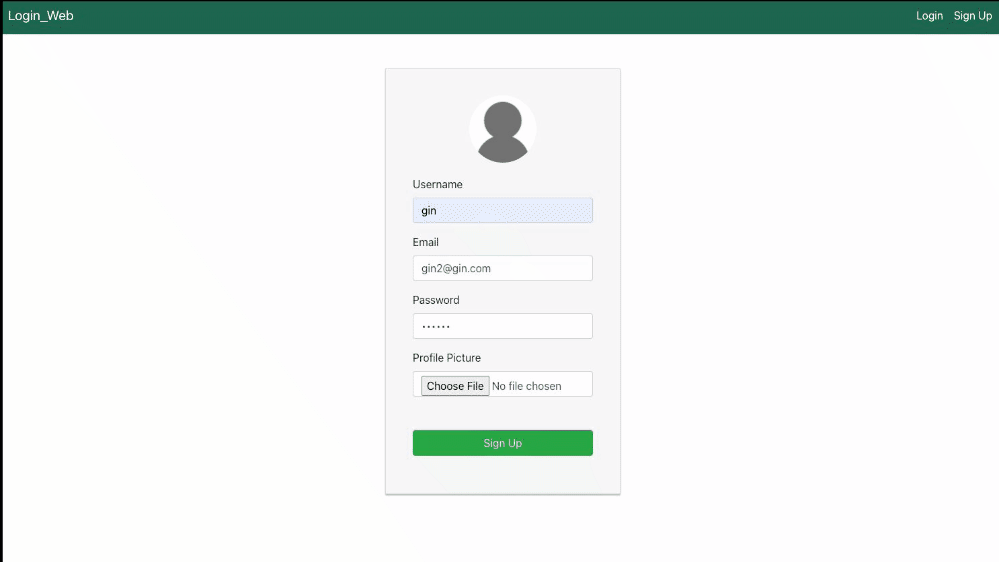 Login_Web Login Sign Up
Username
gin
Email
gin2@gin.com
Password
••••••
Profile Picture
Choose File No file chosen
Sign Up